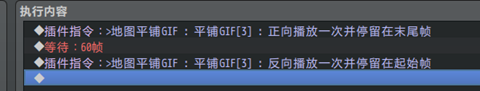 执行内容
◆插件指令：>地图平铺GIF : 平铺GIF[3] : 正向播放一次并停留在末尾帧
◆等待：60帧
◆插件指令：>地图平铺GIF : 平铺GIF[3] : 反向播放一次并停留在起始帧
◆